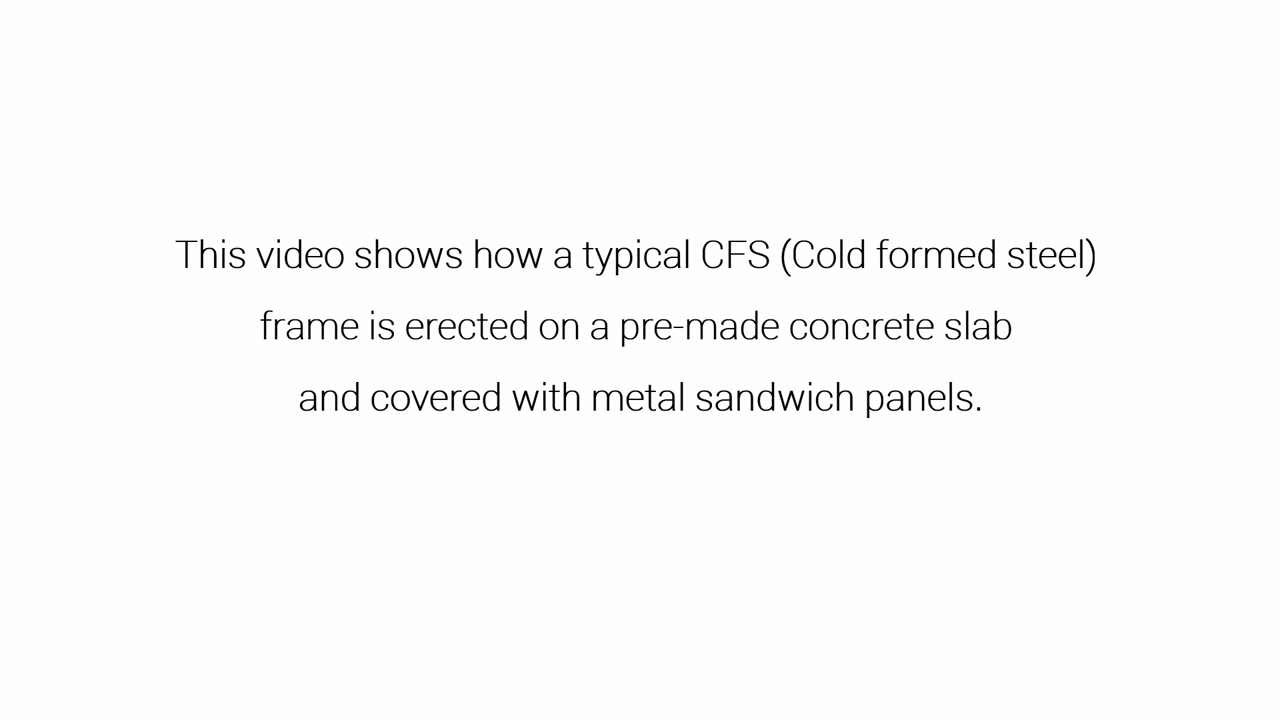 This video shows how a typical CFS (Cold formed steel)
frame is erected on a pre-made concrete slab
and covered with metal sandwich panels.